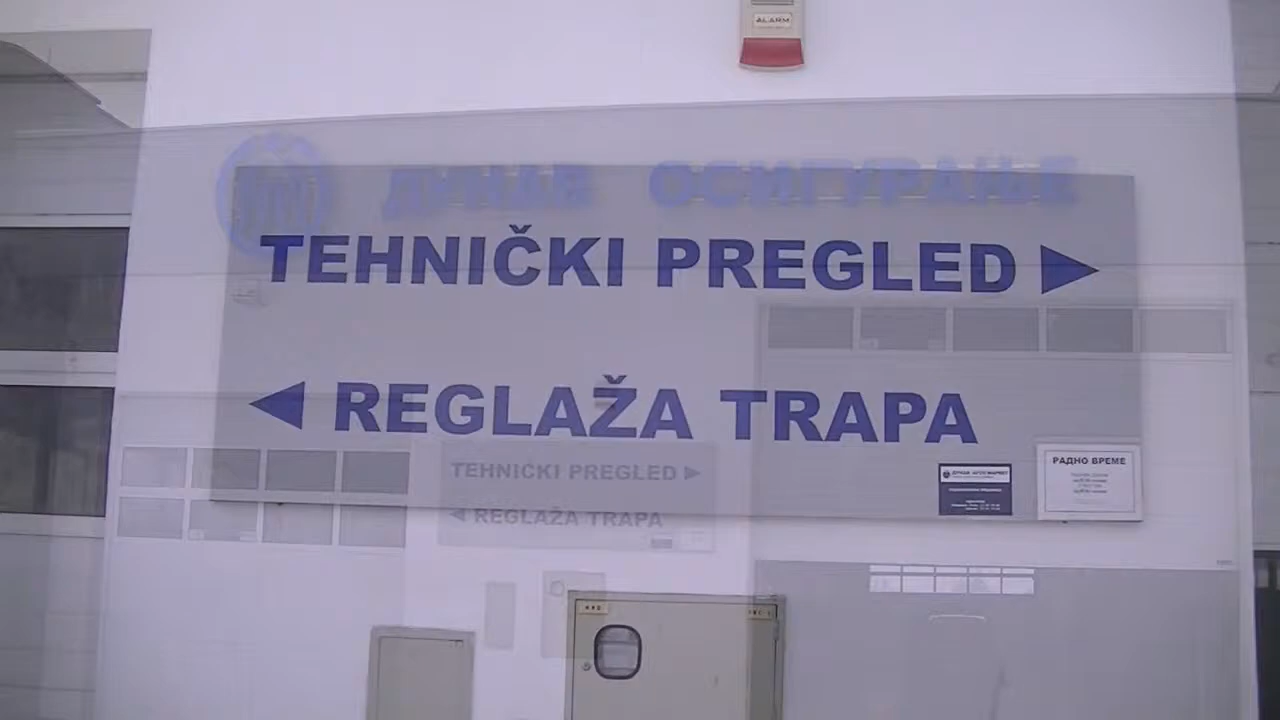 ALARM
ДУНАВ ОСИГУРАЊЕ
TEHNIČKI PREGLED
REGLAŽA TRAPA
РАДНО ВРЕМЕ
TEHNIČKI PREGLED
REGLAŽA TRAPA